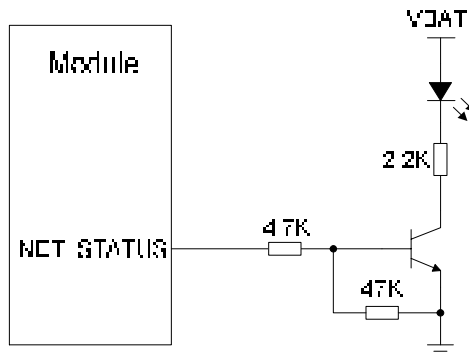 VBAT
Module
2.2K
4.7K
NET STATUS
47K